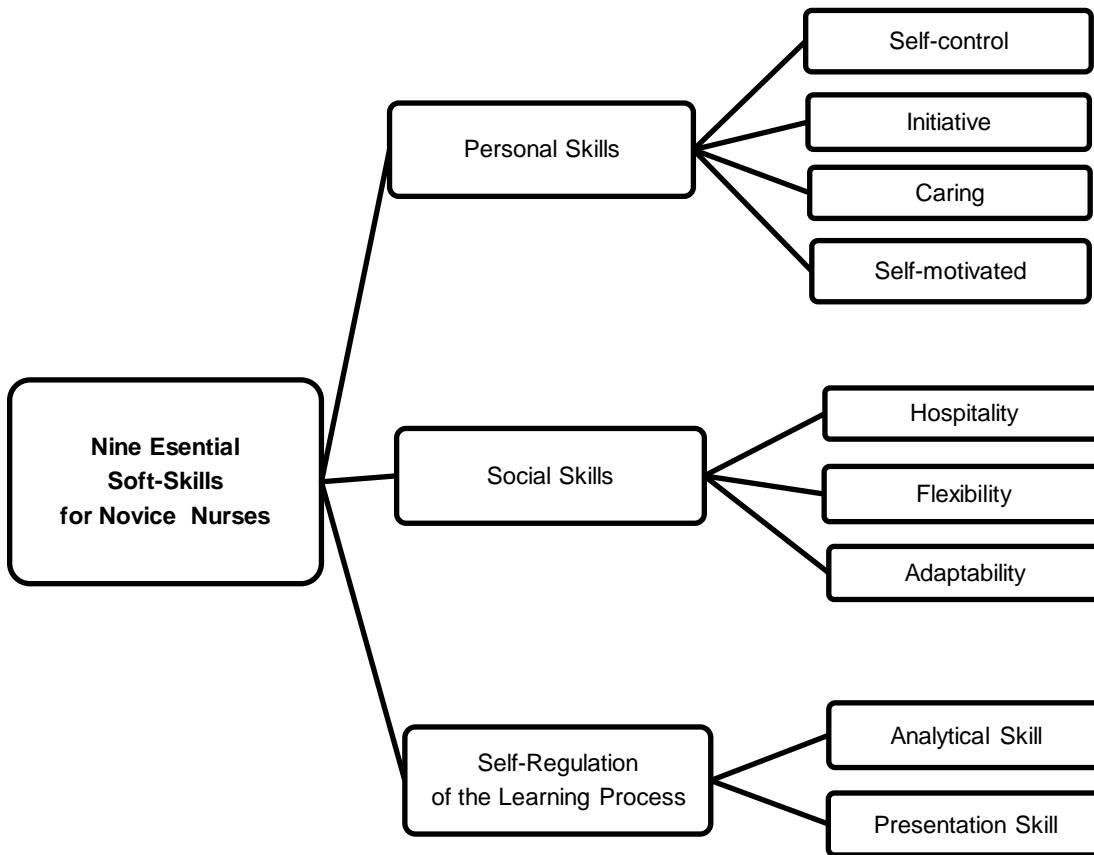 Nine Esential
Soft-Skills
for Novice Nurses
Personal Skills
Self-control
Initiative
Caring
Self-motivated
Social Skills
Hospitality
Flexibility
Adaptability
Self-Regulation
of the Learning Process
Analytical Skill
Presentation Skill